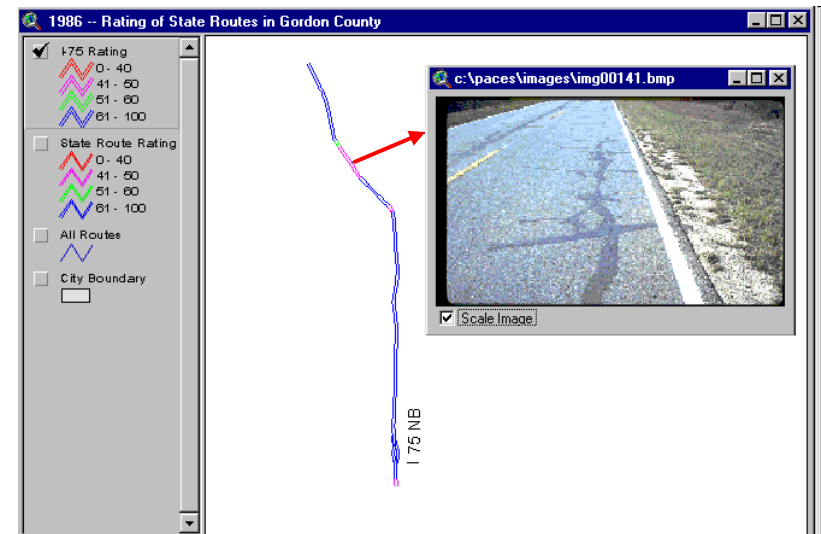 1986 -- Rating of State Routes in Gordon County
I-75 Rating
0 - 40
41 - 50
51 - 60
61 - 100
State Route Rating
0 - 40
41 - 50
51 - 60
61 - 100
All Routes
City Boundary
c:\paces\images\img00141.bmp
Scale Image
I 75 NB